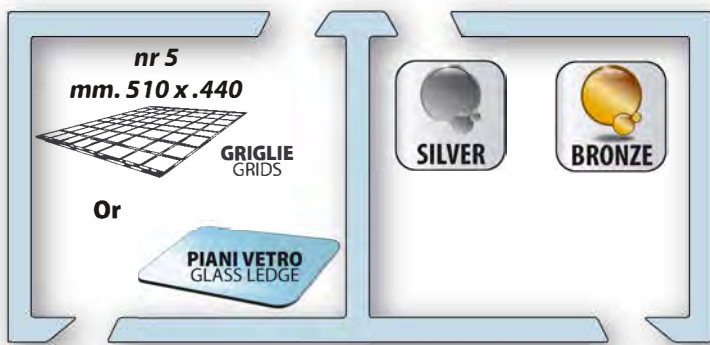 nr 5
mm. 510 x .440
GRIGLIE
GRIDS
Or
PIANI VETRO
GLASS LEDGE
SILVER
BRONZE